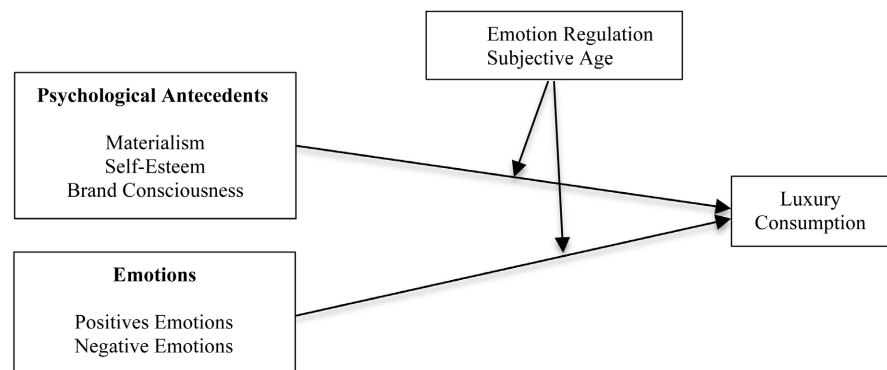 Emotion Regulation
Subjective Age
Psychological Antecedents
Materialism
Self-Esteem
Brand Consciousness
Luxury
Consumption
Emotions
Positives Emotions
Negative Emotions